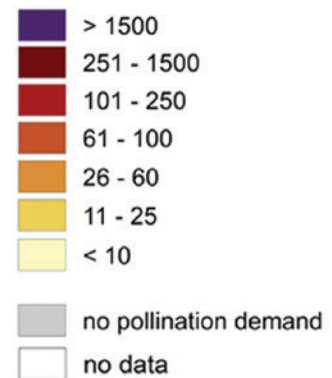 > 1500
251 - 1500
101 - 250
61 - 100
26 - 60
11 - 25
< 10
no pollination demand
no data